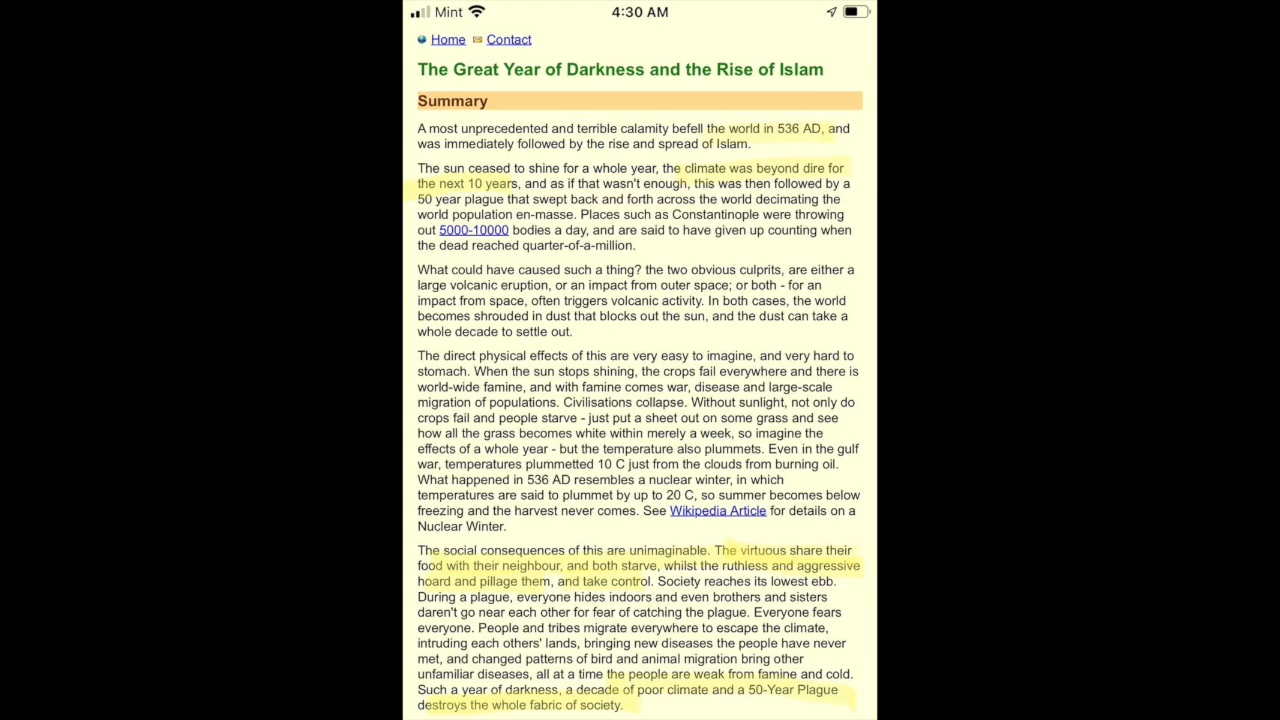 Mint
4:30 AM
Home Contact
The Great Year of Darkness and the Rise of Islam
Summary
A most unprecedented and terrible calamity befell the world in 536 AD, and
was immediately followed by the rise and spread of Islam.
The sun ceased to shine for a whole year, the climate was beyond dire for
the next 10 years, and as if that wasn't enough, this was then followed by a
50 year plague that swept back and forth across the world decimating the
world population en-masse. Places such as Constantinople were throwing
out 5000-10000 bodies a day, and are said to have given up counting when
the dead reached quarter-of-a-million.
What could have caused such a thing? the two obvious culprits, are either a
large volcanic eruption, or an impact from outer space; or both - for an
impact from space, often triggers volcanic activity. In both cases, the world
becomes shrouded in dust that blocks out the sun, and the dust can take a
whole decade to settle out.
The direct physical effects of this are very easy to imagine, and very hard to
stomach. When the sun stops shining, the crops fail everywhere and there is
world-wide famine, and with famine comes war, disease and large-scale
migration of populations. Civilisations collapse. Without sunlight, not only do
crops fail and people starve - just put a sheet out on some grass and see
how all the grass becomes white within merely a week, so imagine the
effects of a whole year - but the temperature also plummets. Even in the gulf
war, temperatures plummetted 10 C just from the clouds from burning oil.
What happened in 536 AD resembles a nuclear winter, in which
temperatures are said to plummet by up to 20 C, so summer becomes below
freezing and the harvest never comes. See Wikipedia Article for details on a
Nuclear Winter.
The social consequences of this are unimaginable. The virtuous share their
food with their neighbour, and both starve, whilst the ruthless and aggressive
hoard and pillage them, and take control. Society reaches its lowest ebb.
During a plague, everyone hides indoors and even brothers and sisters
daren't go near each other for fear of catching the plague. Everyone fears
everyone. People and tribes migrate everywhere to escape the climate,
intruding each others' lands, bringing new diseases the people have never
met, and changed patterns of bird and animal migration bring other
unfamiliar diseases, all at a time the people are weak from famine and cold.
Such a year of darkness, a decade of poor climate and a 50-Year Plague
destroys the whole fabric of society.